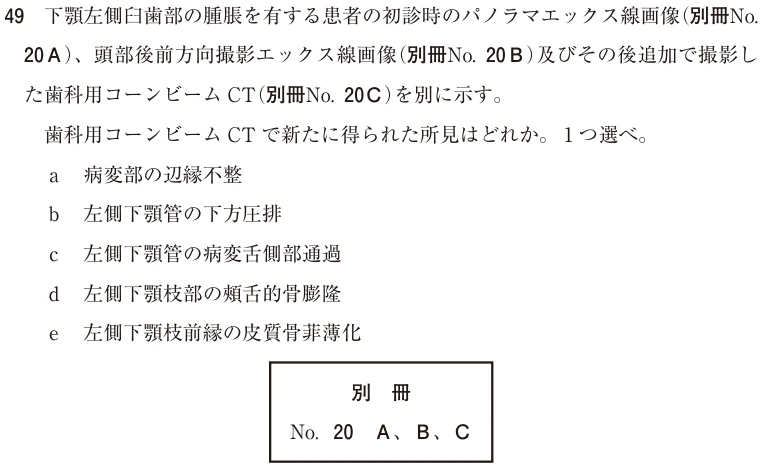 49 下顎左側臼歯部の腫脹を有する患者の初診時のパノラマエックス線画像(別冊No.
20A)、頭部後前方向撮影エックス線画像(別冊No. 20B)及びその後追加で撮影し
た歯科用コーンビーム CT(別冊No. 20C)を別に示す。
歯科用コーンビーム CT で新たに得られた所見はどれか。1つ選べ。
a 病変部の辺縁不整
b 左側下顎管の下方圧排
c 左側下顎管の病変舌側部通過
d 左側下顎枝部の頰舌的骨膨隆
e 左側下顎枝前縁の皮質骨菲薄化
別 冊
No. 20 A、B、C